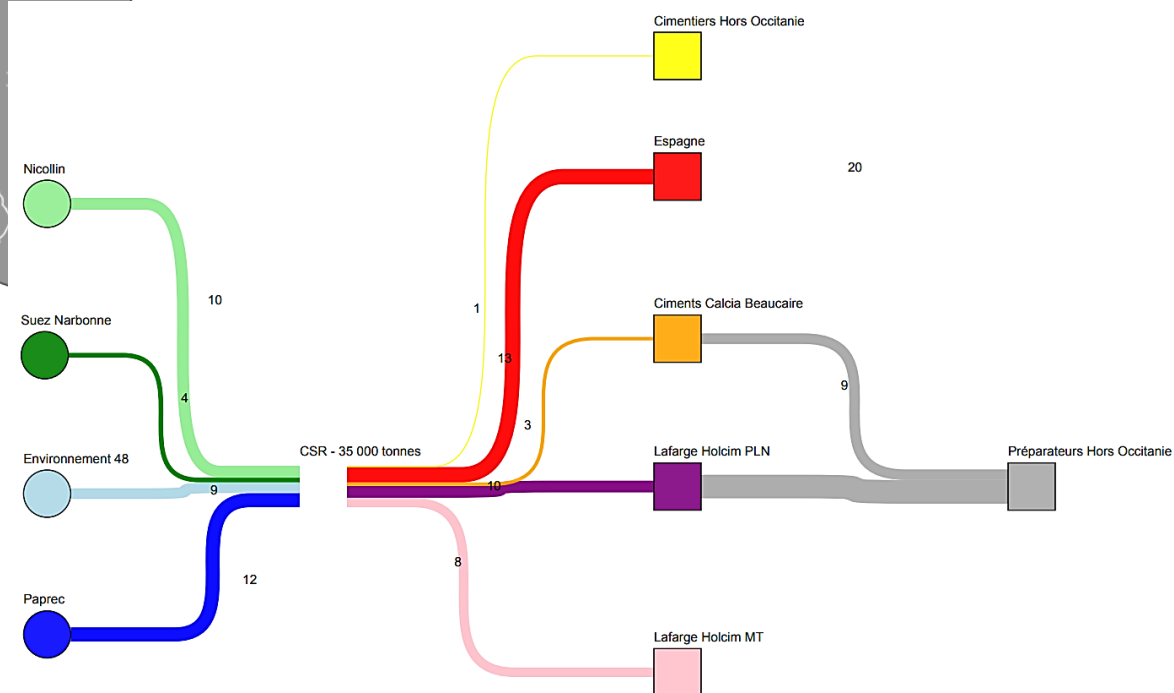 Cimentiers Hors Occitanie
Espagne
20
Nicollin
10
Ciments Calcia Beaucaire
1
Suez Narbonne
13
9
4
3
Environnement 48
CSR - 35 000 tonnes
Lafarge Holcim PLN
Préparateurs Hors Occitanie
9
10
8
12
Paprec
Lafarge Holcim MT